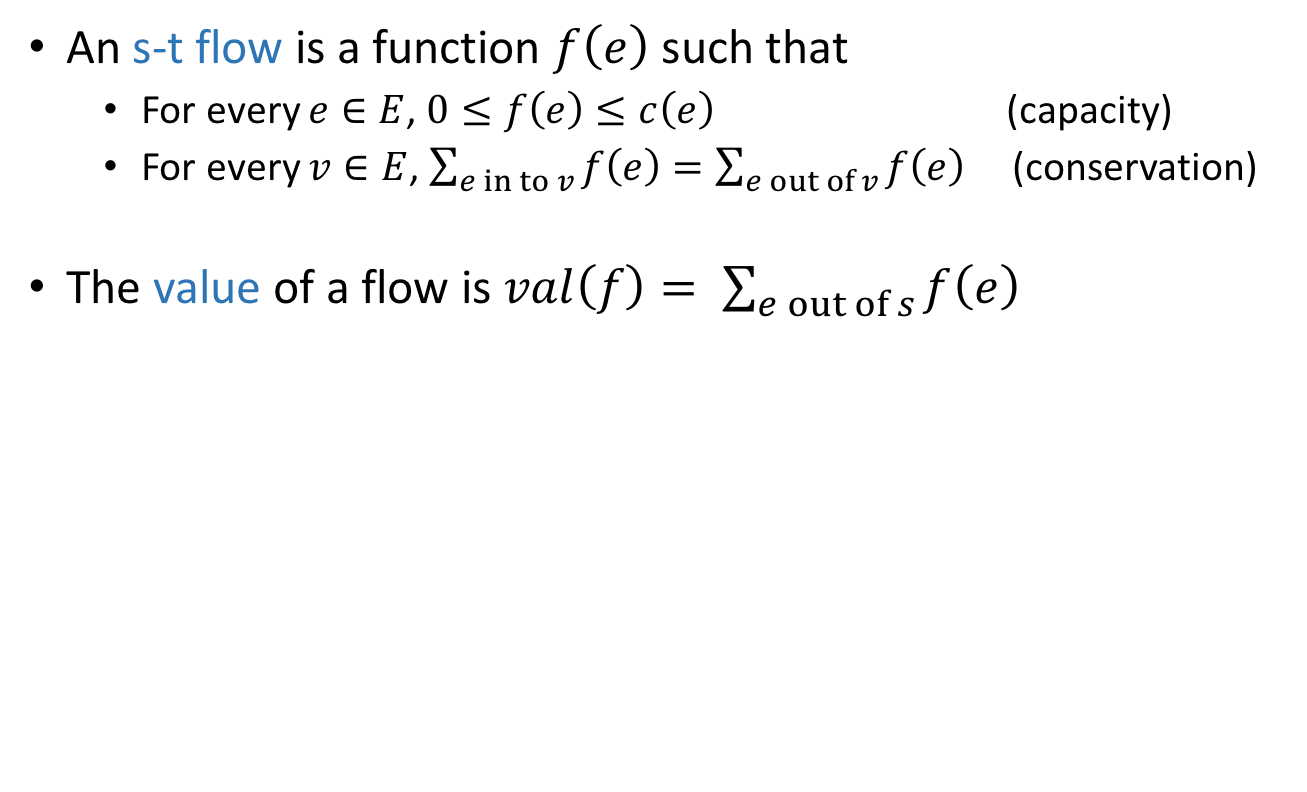 • An s-t flow is a function f(e) such that
• For every e ∈ E, 0 ≤ f(e) ≤ c(e) (capacity)
• For every v ∈ E, ∑_{e in to v} f(e) = ∑_{e out of v} f(e) (conservation)
• The value of a flow is val(f) = ∑_{e out of s} f(e)